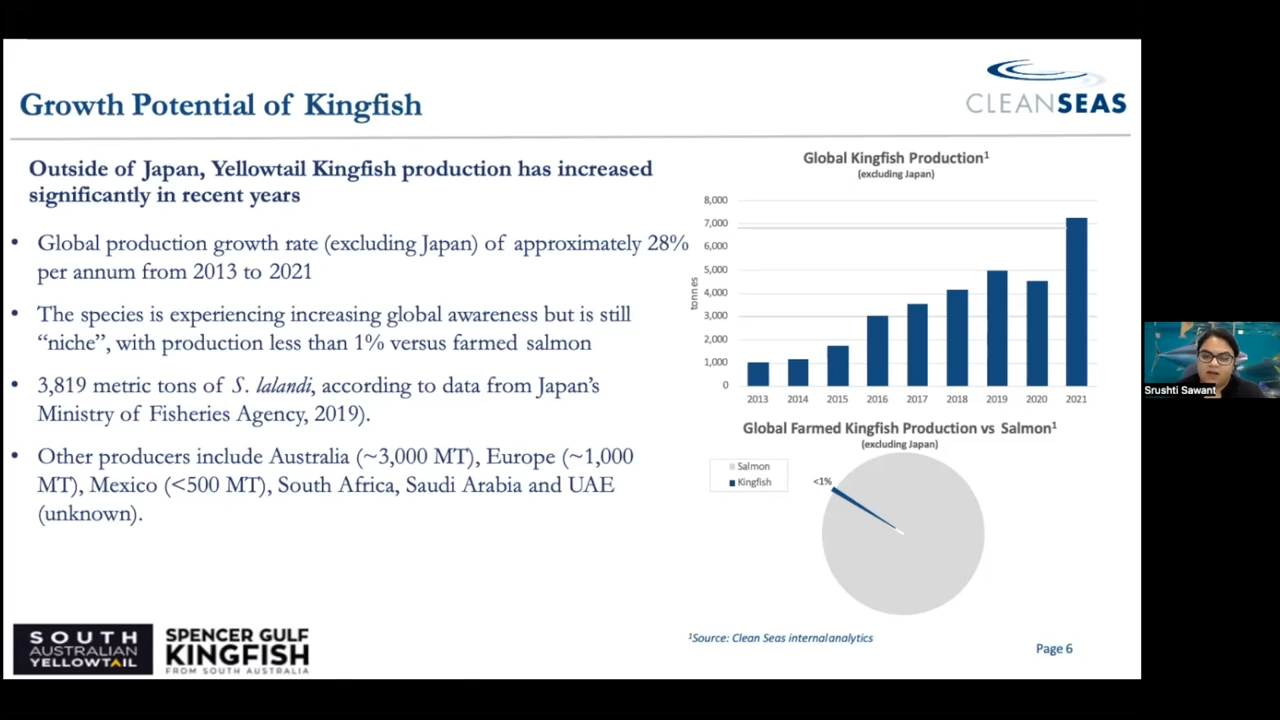 Growth Potential of Kingfish
CLEANSEAS
Outside of Japan, Yellowtail Kingfish production has increased
significantly in recent years
• Global production growth rate (excluding Japan) of approximately 28%
per annum from 2013 to 2021
• The species is experiencing increasing global awareness but is still
“niche”, with production less than 1% versus farmed salmon
• 3,819 metric tons of S. lalandi, according to data from Japan’s
Ministry of Fisheries Agency, 2019).
• Other producers include Australia (~3,000 MT), Europe (~1,000
MT), Mexico (<500 MT), South Africa, Saudi Arabia and UAE
(unknown).
Global Kingfish Production¹
(excluding Japan)
8,000
7,000
6,000
5,000
4,000
3,000
2,000
1,000
0
tonnes
2013 2014 2015 2016 2017 2018 2019 2020 2021
Global Farmed Kingfish Production vs Salmon¹
(excluding Japan)
Salmon
Kingfish
<1%
¹Source: Clean Seas internal analytics
Page 6
SOUTH
AUSTRALIAN
YELLOWTAIL
SPENCER GULF
KINGFISH
FROM SOUTH AUSTRALIA
Srushti Sawant